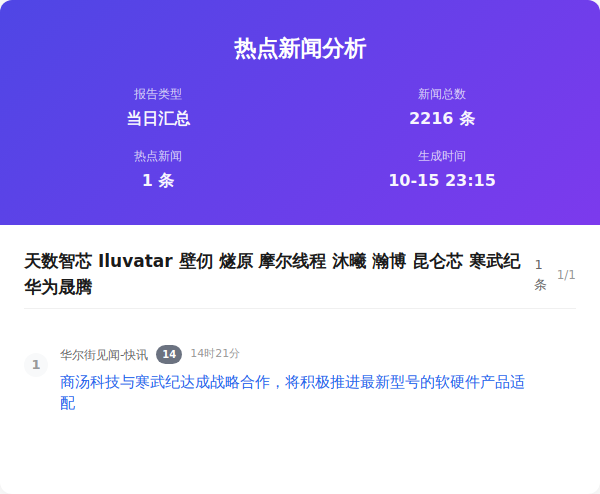 热点新闻分析
报告类型
当日汇总
新闻总数
2216 条
热点新闻
1 条
生成时间
10-15 23:15
天数智芯 Iluvatar 壁仞 燧原 摩尔线程 沐曦 瀚博 昆仑芯 寒武纪
华为晟腾
1
条
1/1
1
华尔街见闻-快讯 14 14时21分
商汤科技与寒武纪达成战略合作，将积极推进最新型号的软硬件产品适
配